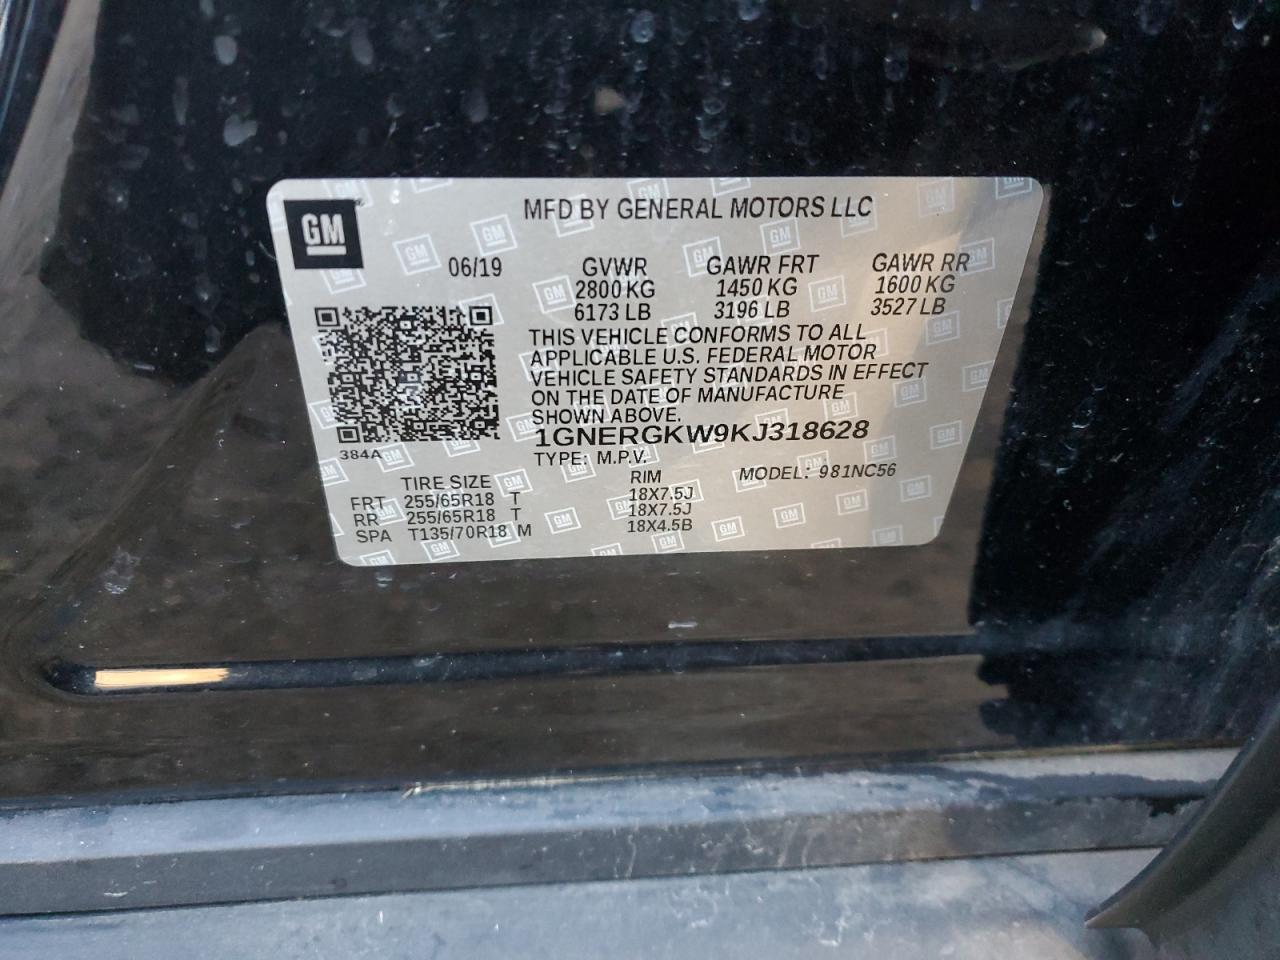 GM
MFD BY GENERAL MOTORS LLC
06/19 GVWR GAWR FRT GAWR RR
2800 KG 1450 KG 1600 KG
6173 LB 3196 LB 3527 LB
THIS VEHICLE CONFORMS TO ALL
APPLICABLE U.S. FEDERAL MOTOR
VEHICLE SAFETY STANDARDS IN EFFECT
ON THE DATE OF MANUFACTURE
SHOWN ABOVE.
1GNERGKW9KJ318628
384A
TYPE: M.P.V. MODEL: 981NC56
TIRE SIZE RIM
FRT 255/65R18 T 18X7.5J
RR 255/65R18 T 18X7.5J
SPA T135/70R18 M 18X4.5B